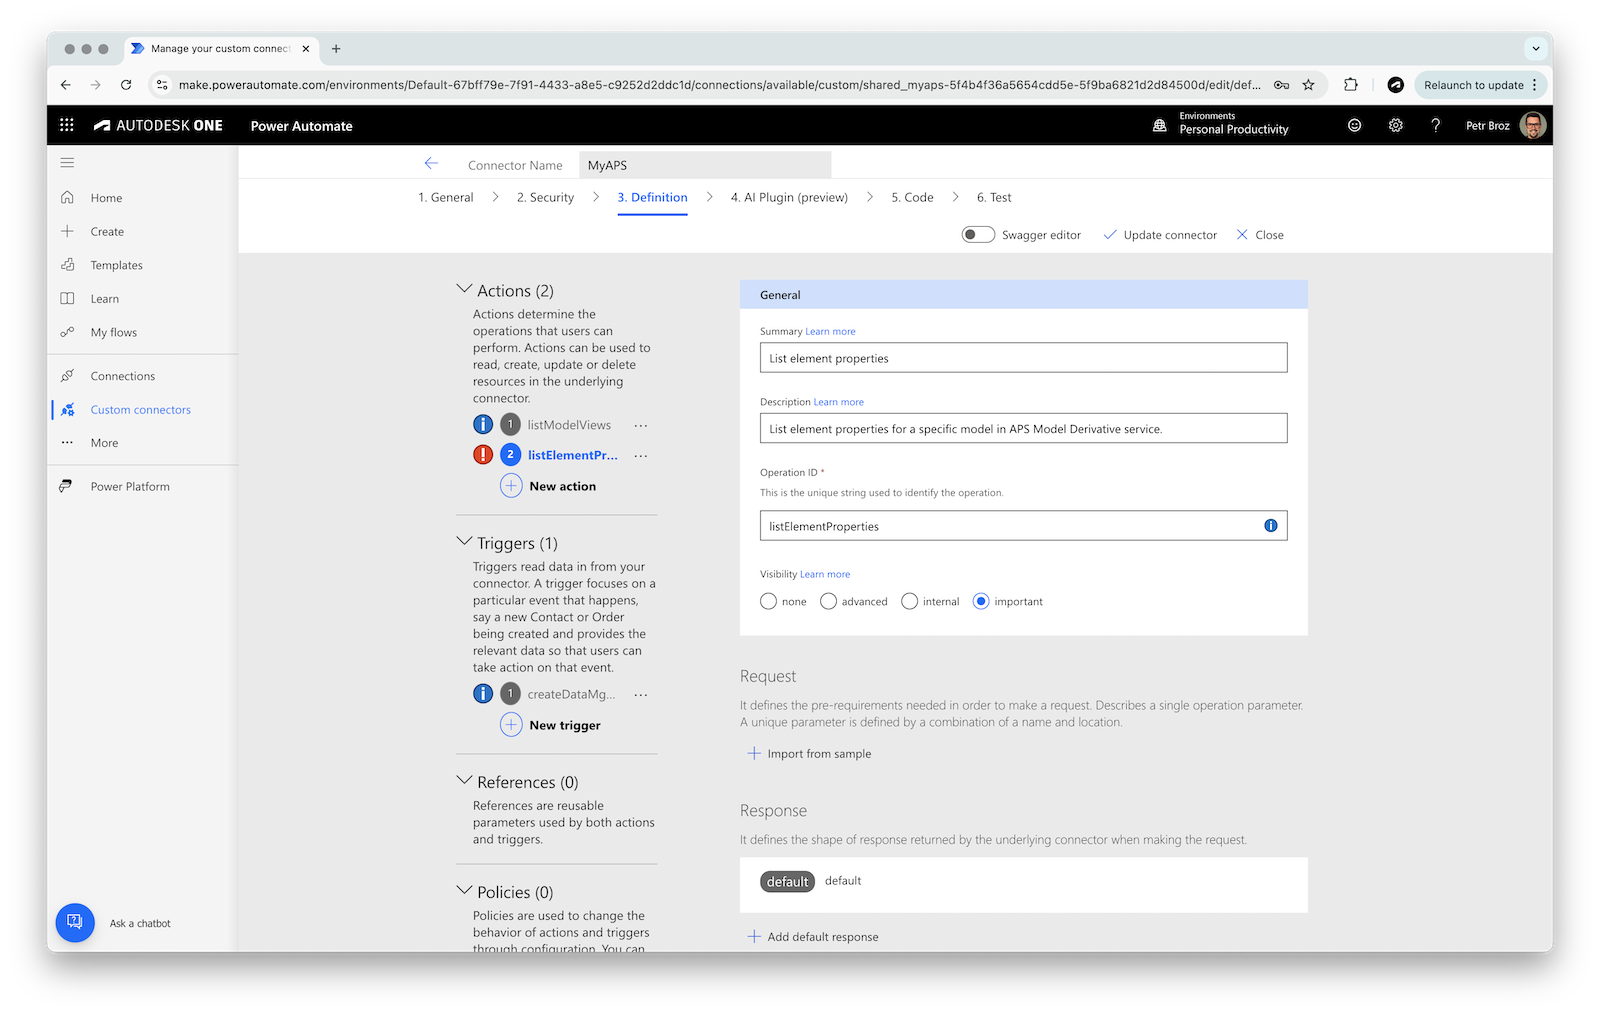 Manage your custom connect
make.powerautomate.com/environments/Default-67bff79e-7f91-4433-a8e5-c9252d2ddc1d/connections/available/custom/shared_myaps-5f4b4f36a5654cdd5e-5f9ba6821d2d84500d/edit/def...
Relaunch to update
AUTODESK ONE
Power Automate
Environments
Personal Productivity
?
Petr Broz
Home
Create
Templates
Learn
My flows
Connections
Custom connectors
More
Power Platform
Ask a chatbot
Connector Name
MyAPS
1. General
2. Security
3. Definition
4. AI Plugin (preview)
5. Code
6. Test
Swagger editor
Update connector
Close
Actions (2)
Actions determine the
operations that users can
perform. Actions can be used to
read, create, update or delete
resources in the underlying
connector.
1 listModelViews ...
2 listElementPr... ...
New action
Triggers (1)
Triggers read data in from your
connector. A trigger focuses on a
particular event that happens,
say a new Contact or Order
being created and provides the
relevant data so that users can
take action on that event.
1 createDataMg... ...
New trigger
References (0)
References are reusable
parameters used by both actions
and triggers.
Policies (0)
Policies are used to change the
behavior of actions and triggers
through configuration. You can
General
Summary Learn more
List element properties
Description Learn more
List element properties for a specific model in APS Model Derivative service.
Operation ID *
This is the unique string used to identify the operation.
listElementProperties
Visibility Learn more
none
advanced
internal
important
Request
It defines the pre-requirements needed in order to make a request. Describes a single operation parameter.
A unique parameter is defined by a combination of a name and location.
Import from sample
Response
It defines the shape of response returned by the underlying connector when making the request.
default default
Add default response